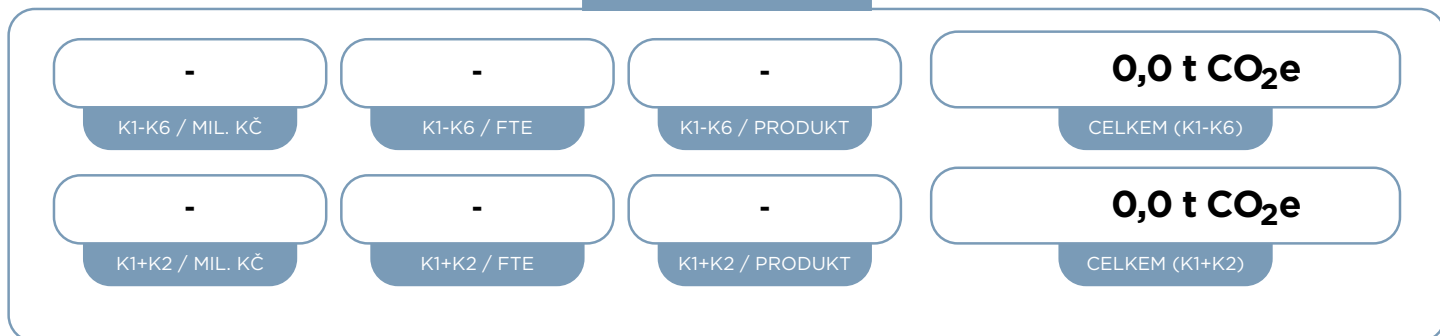 - - - 0,0 t CO₂e
K1-K6 / MIL. KČ K1-K6 / FTE K1-K6 / PRODUKT CELKEM (K1-K6)
- - - 0,0 t CO₂e
K1+K2 / MIL. KČ K1+K2 / FTE K1+K2 / PRODUKT CELKEM (K1+K2)